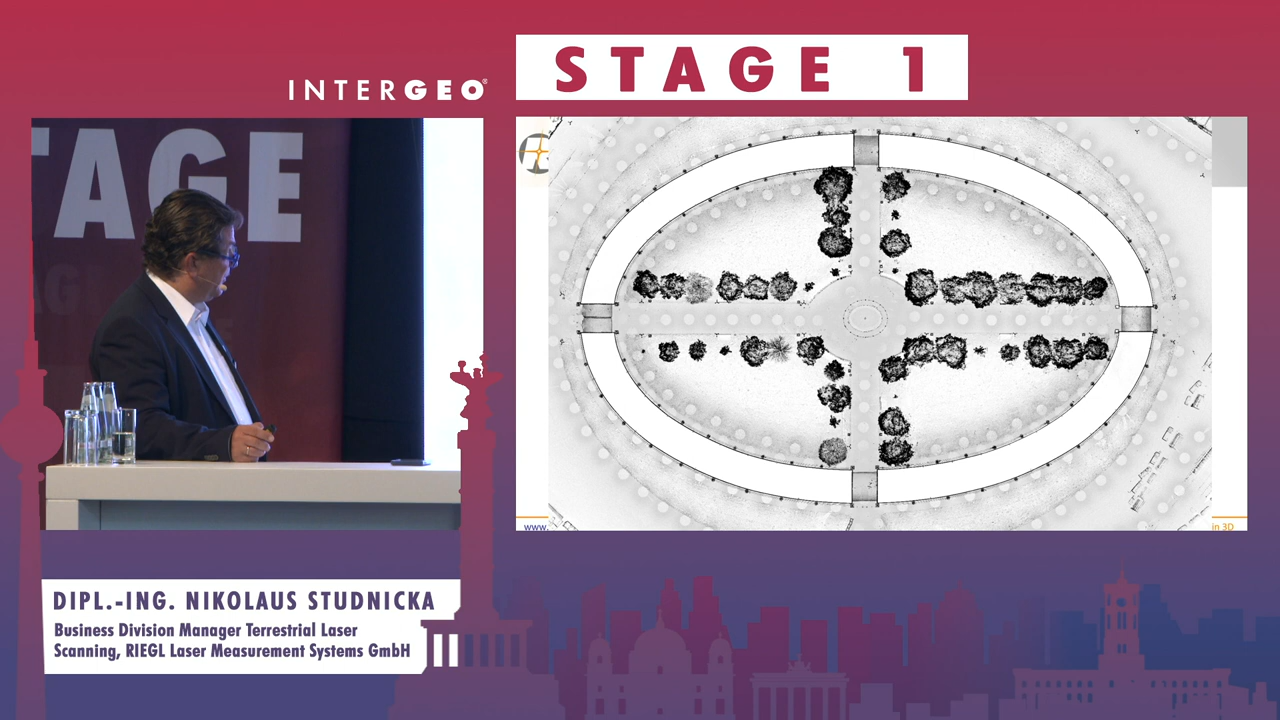 INTERGEO®
STAGE 1
TAGE
DIPL.-ING. NIKOLAUS STUDNICKA
Business Division Manager Terrestrial Laser
Scanning, RIEGL Laser Measurement Systems GmbH
www.
in 3D